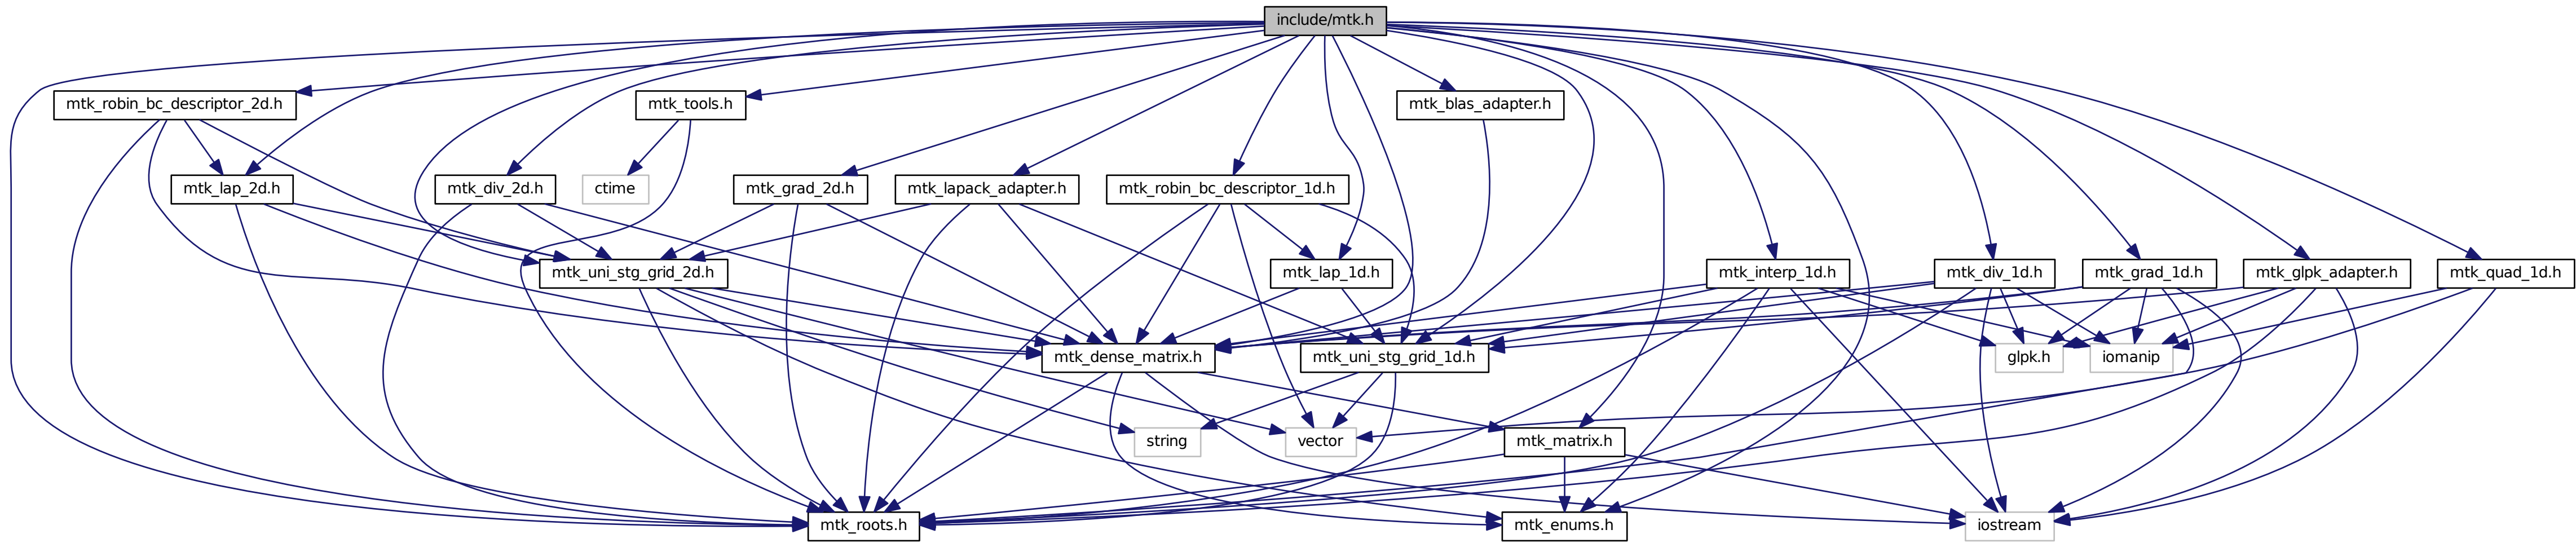 include/mtk.h
mtk_robin_bc_descriptor_2d.h
mtk_tools.h
mtk_blas_adapter.h
mtk_lap_2d.h
mtk_div_2d.h
ctime
mtk_grad_2d.h
mtk_lapack_adapter.h
mtk_robin_bc_descriptor_1d.h
mtk_uni_stg_grid_2d.h
mtk_lap_1d.h
mtk_interp_1d.h
mtk_div_1d.h
mtk_grad_1d.h
mtk_glpk_adapter.h
mtk_quad_1d.h
mtk_dense_matrix.h
mtk_uni_stg_grid_1d.h
glpk.h
iomanip
string
vector
mtk_matrix.h
mtk_roots.h
mtk_enums.h
iostream